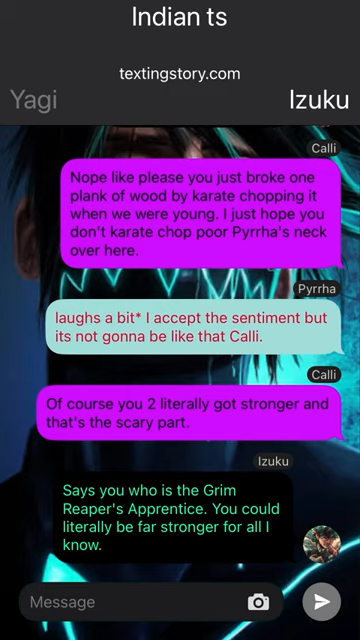 Indian ts
textingstory.com
Yagi
Izuku
Calli
Nope like please you just broke one
plank of wood by karate chopping it
when we were young. I just hope you
don't karate chop poor Pyrrha's neck
over here.
Pyrrha
laughs a bit* I accept the sentiment but
its not gonna be like that Calli.
Calli
Of course you 2 literally got stronger and
that's the scary part.
Izuku
Says you who is the Grim
Reaper's Apprentice. You could
literally be far stronger for all I
know.
Message